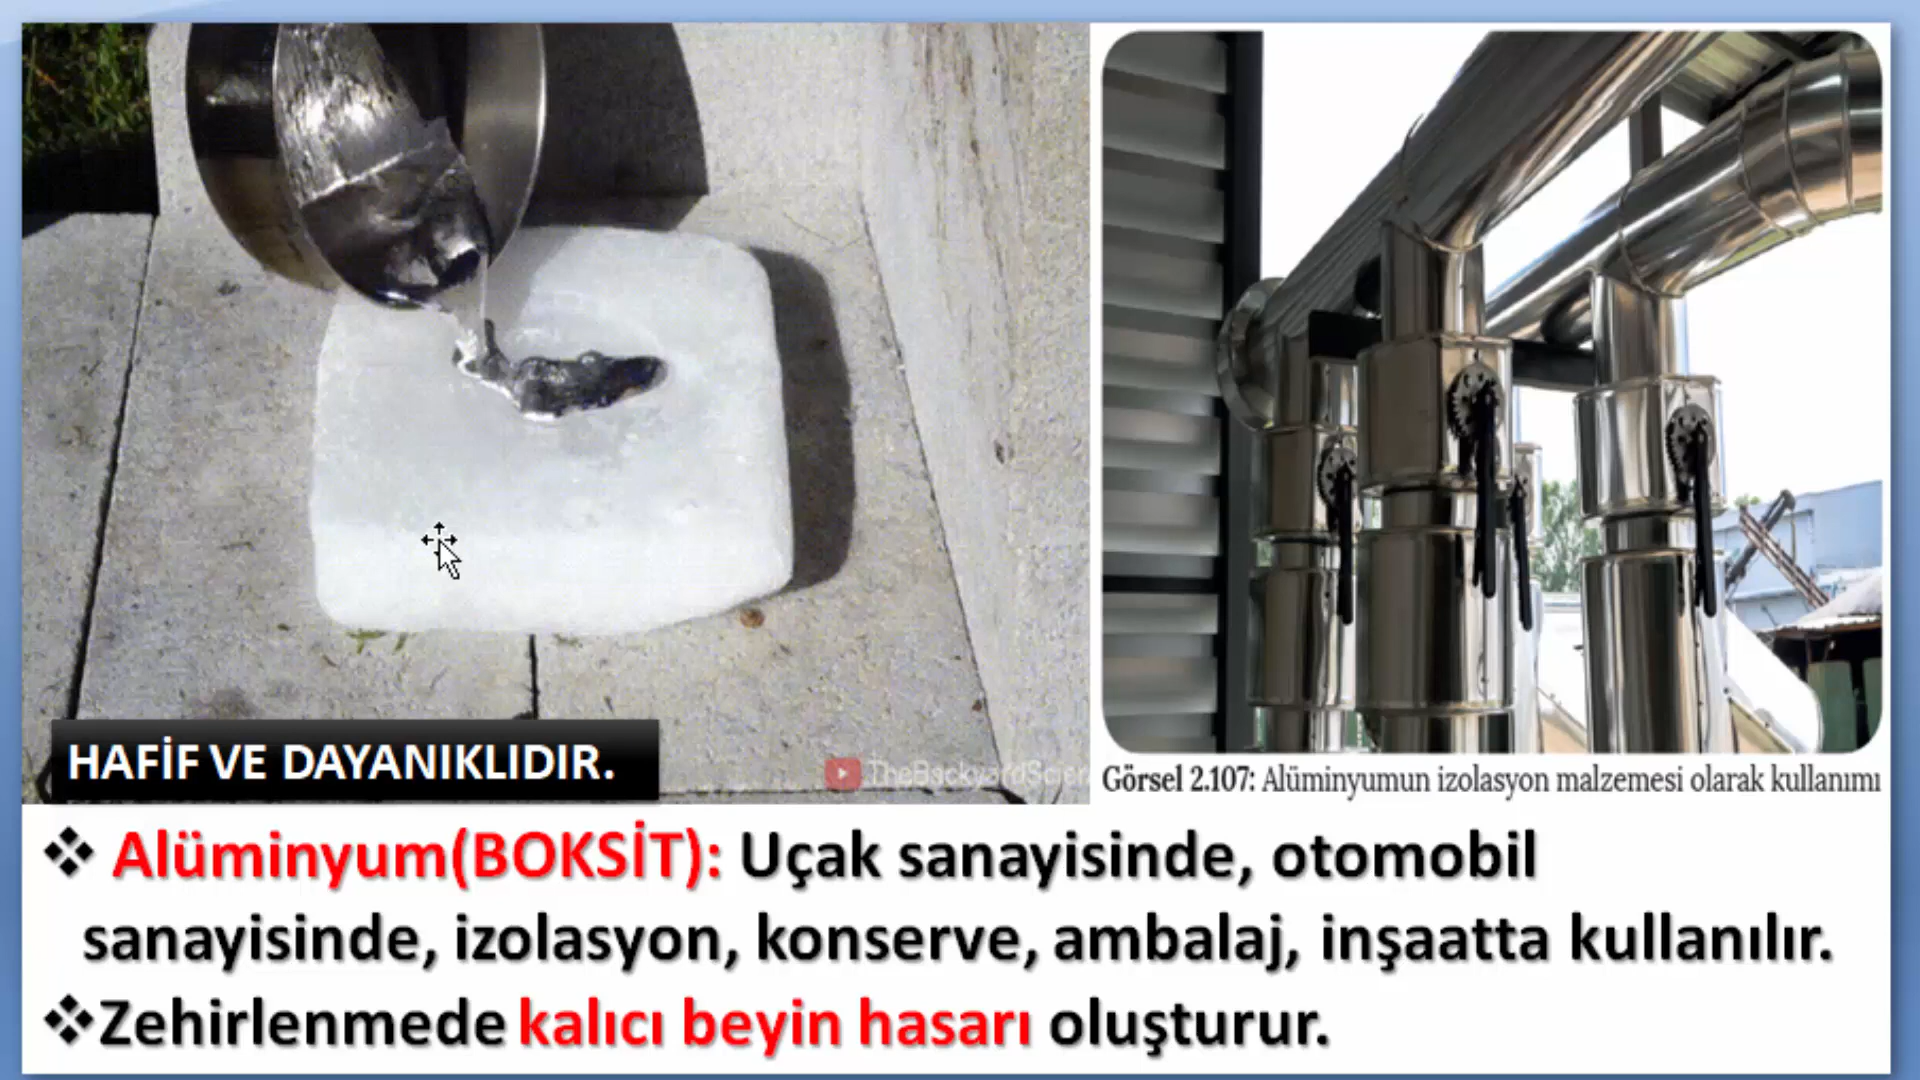 HAFİF VE DAYANIKLIDIR.
TheBackyardScien
Görsel 2.107: Alüminyumun izolasyon malzemesi olarak kullanımı
❖ Alüminyum(BOKSİT): Uçak sanayisinde, otomobil
sanayisinde, izolasyon, konserve, ambalaj, inşaatta kullanılır.
❖Zehirlenmede kalıcı beyin hasarı oluşturur.